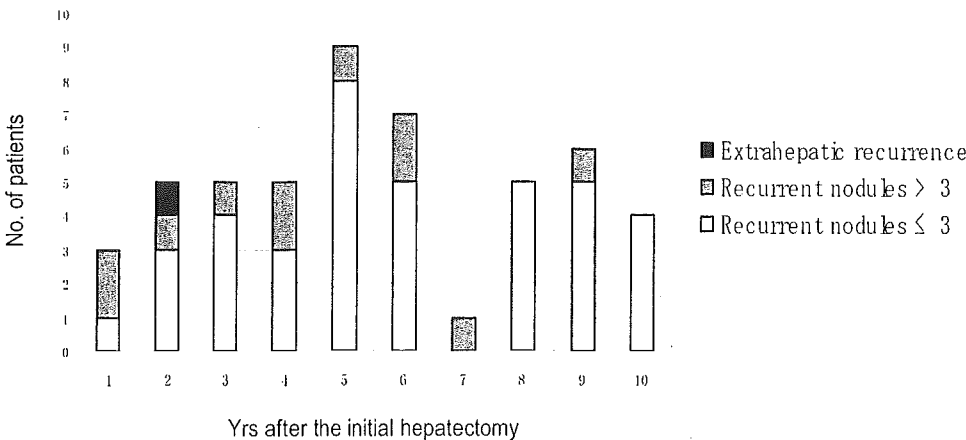 No. of patients
10
9
8
7
6
5
4
3
2
1
0
1 2 3 4 5 6 7 8 9 10
Yrs after the initial hepatectomy
Extrahepatic recurrence
Recurrent nodules > 3
Recurrent nodules ≤ 3